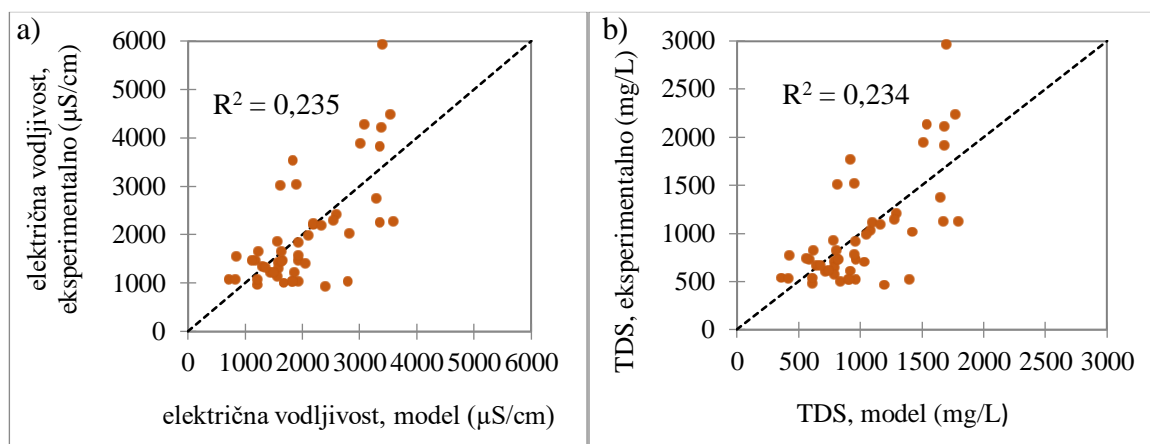 a)
električna vodljivost,
eksperimentalno (µS/cm)
6000
5000
4000
3000
2000
1000
0
R² = 0,235
0 1000 2000 3000 4000 5000 6000
električna vodljivost, model (µS/cm)
b)
TDS, eksperimentalno (mg/L)
3000
2500
2000
1500
1000
500
0
R² = 0,234
0 500 1000 1500 2000 2500 3000
TDS, model (mg/L)